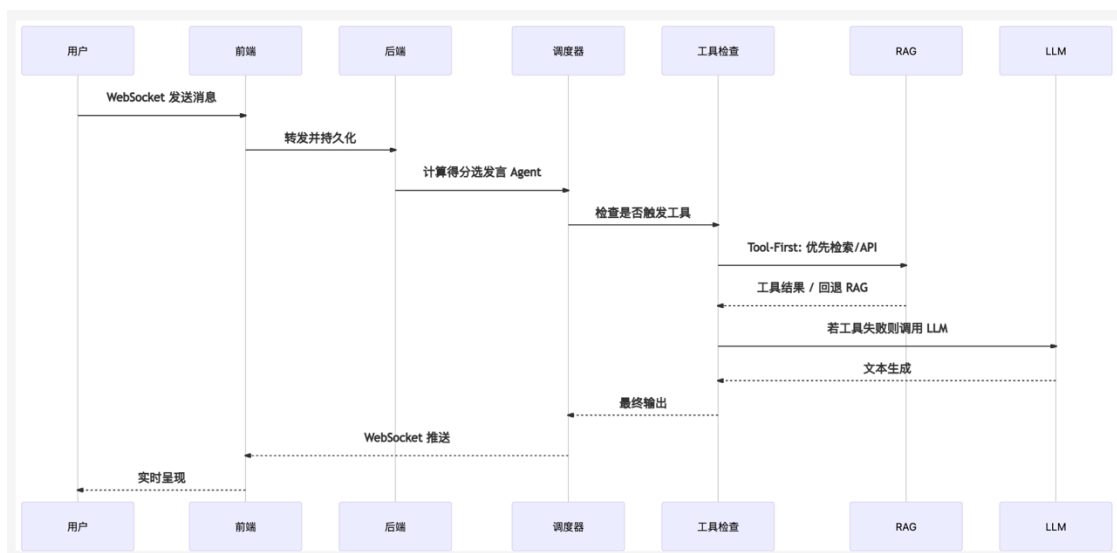 用户 前端 后端 调度器 工具检查 RAG LLM
WebSocket 发送消息
转发并持久化
计算得分选发言 Agent
检查是否触发工具
Tool-First: 优先检索/API
工具结果 / 回退 RAG
若工具失败则调用 LLM
文本生成
最终输出
WebSocket 推送
实时呈现
用户 前端 后端 调度器 工具检查 RAG LLM